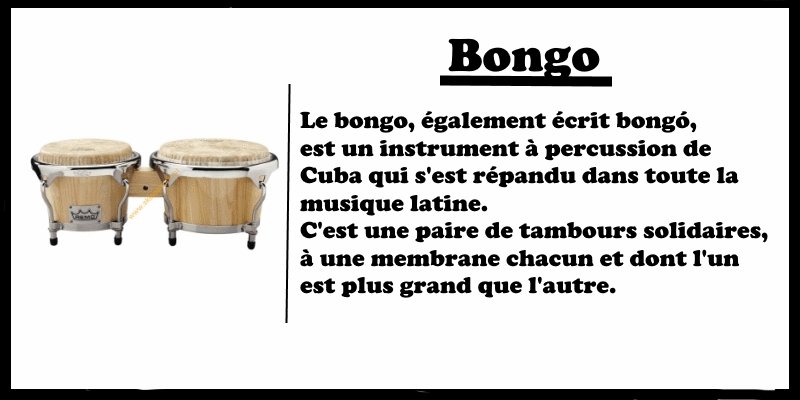 Bongo
Le bongo, également écrit bongó,
est un instrument à percussion de
Cuba qui s'est répandu dans toute la
musique latine.
C'est une paire de tambours solidaires,
à une membrane chacun et dont l'un
est plus grand que l'autre.
REMO